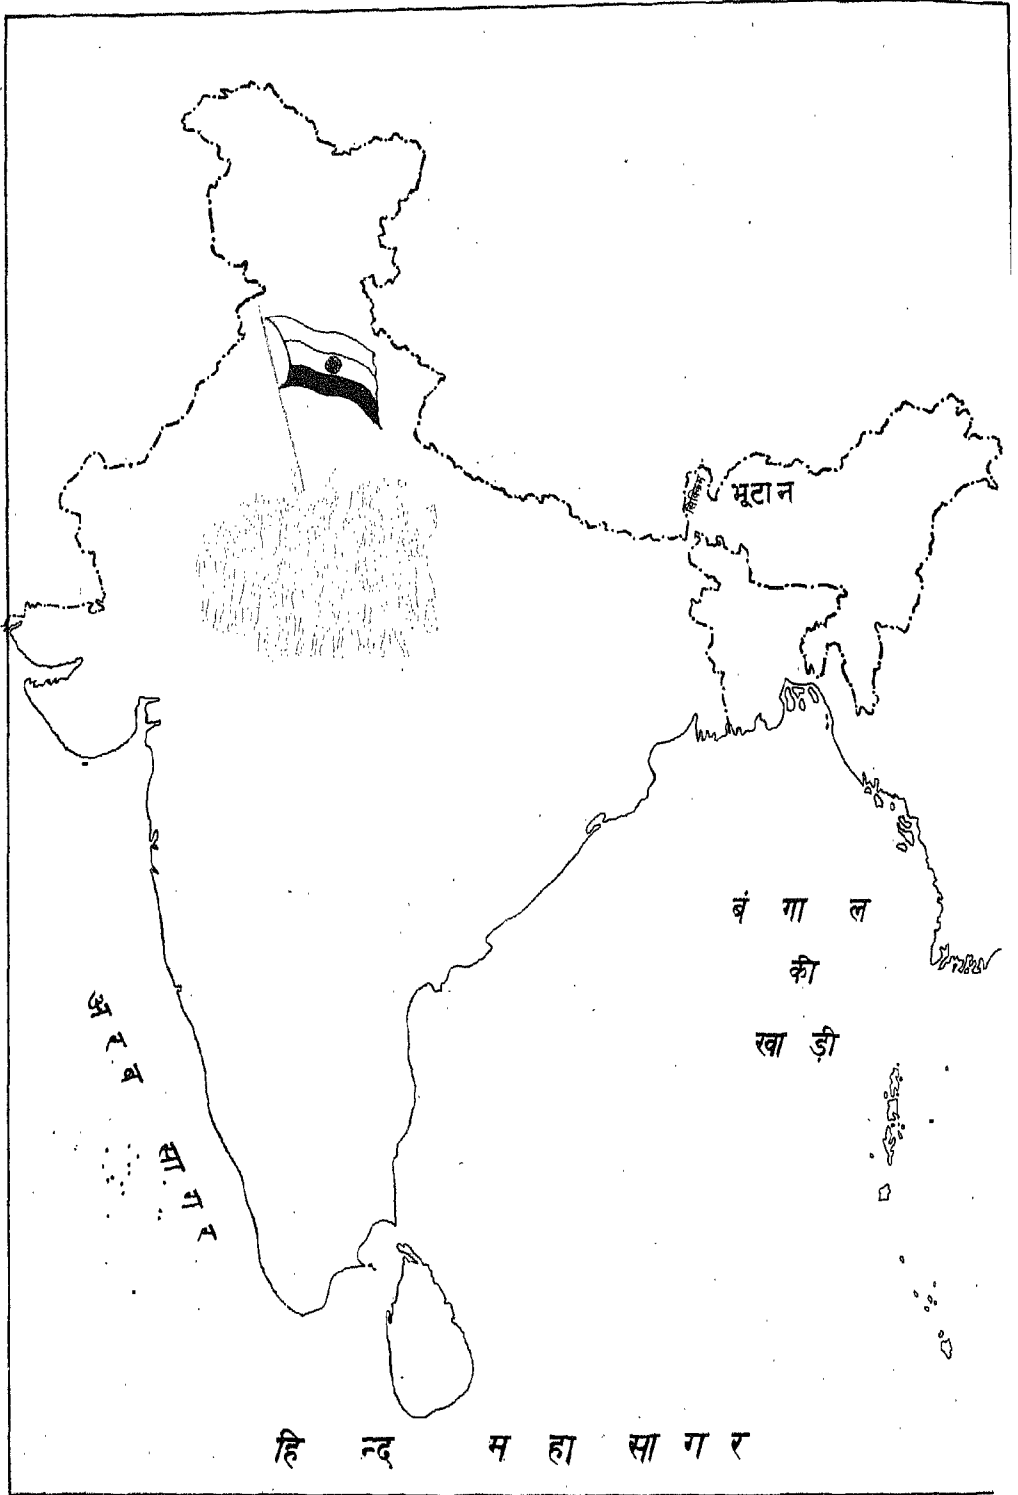 सिक्किम
भूटान
बंगाल
की
खाड़ी
अरब
सागर
हिन्द महासागर